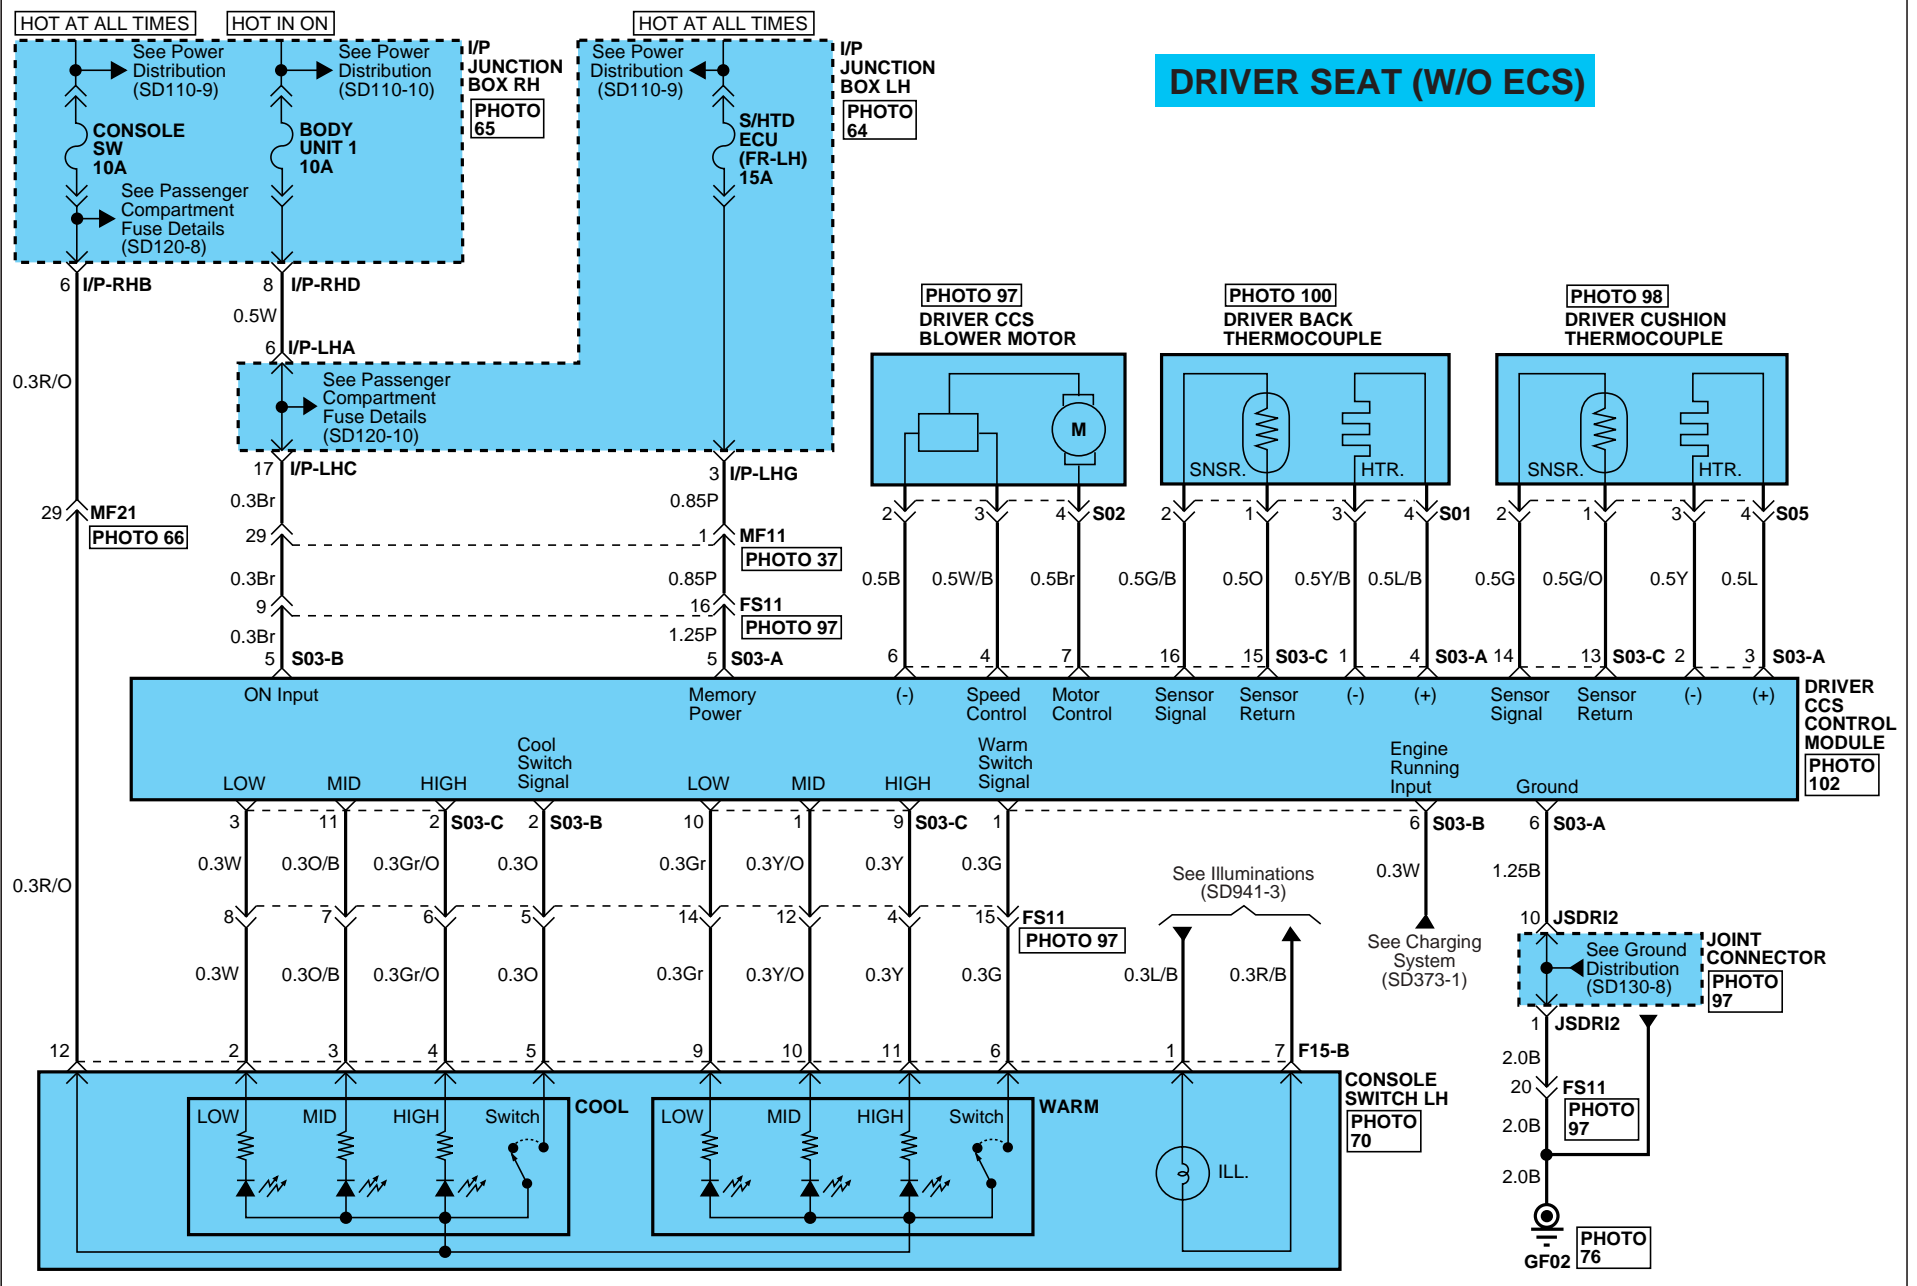 HOT AT ALL TIMES
HOT IN ON
HOT AT ALL TIMES
DRIVER SEAT (W/O ECS)
See Power
Distribution
(SD110-9)
See Power
Distribution
(SD110-10)
I/P
JUNCTION
BOX RH
PHOTO
65
See Power
Distribution
(SD110-9)
I/P
JUNCTION
BOX LH
PHOTO
64
CONSOLE
SW
10A
BODY
UNIT 1
10A
S/HTD
ECU
(FR-LH)
15A
See Passenger
Compartment
Fuse Details
(SD120-8)
6 I/P-RHB
8 I/P-RHD
0.5W
6 I/P-LHA
0.3R/O
See Passenger
Compartment
Fuse Details
(SD120-10)
17 I/P-LHC
3 I/P-LHG
0.3Br
0.85P
29 MF21
PHOTO 66
29
1 MF11
PHOTO 37
0.3Br
0.85P
9
16 FS11
PHOTO 97
0.3Br
1.25P
5 S03-B
5 S03-A
PHOTO 97
DRIVER CCS
BLOWER MOTOR
M
2 3 4 S02
0.5B 0.5W/B 0.5Br
6 4 7
PHOTO 100
DRIVER BACK
THERMOCOUPLE
SNSR. HTR.
2 1 3 4 S01
0.5G/B 0.5O 0.5Y/B 0.5L/B
16 15 S03-C 1 4 S03-A
PHOTO 98
DRIVER CUSHION
THERMOCOUPLE
SNSR. HTR.
2 1 3 4 S05
0.5G 0.5G/O 0.5Y 0.5L
14 13 S03-C 2 3 S03-A
ON Input
Memory
Power
(-)
Speed
Control
Motor
Control
Sensor
Signal
Sensor
Return
(-)
(+)
Sensor
Signal
Sensor
Return
(-)
(+)
DRIVER
CCS
CONTROL
MODULE
PHOTO
102
LOW MID HIGH
Cool
Switch
Signal
LOW MID HIGH
Warm
Switch
Signal
Engine
Running
Input
Ground
3 11 2 S03-C 2 S03-B 10 1 9 S03-C 1 6 S03-B 6 S03-A
0.3R/O
0.3W 0.3O/B 0.3Gr/O 0.3O 0.3Gr 0.3Y/O 0.3Y 0.3G
0.3W
1.25B
8 7 6 5 14 12 4 15 FS11
PHOTO 97
See Illuminations
(SD941-3)
See Charging
System
(SD373-1)
0.3W 0.3O/B 0.3Gr/O 0.3O 0.3Gr 0.3Y/O 0.3Y 0.3G 0.3L/B 0.3R/B
10 JSDRI2
See Ground
Distribution
(SD130-8)
JOINT
CONNECTOR
PHOTO
97
1 JSDRI2
2.0B
20 FS11
PHOTO
97
2.0B
2.0B
GF02
PHOTO
76
12 2 3 4 5 9 10 11 6 1 7 F15-B
CONSOLE
SWITCH LH
PHOTO
70
LOW MID HIGH Switch COOL
LOW MID HIGH Switch WARM
ILL.